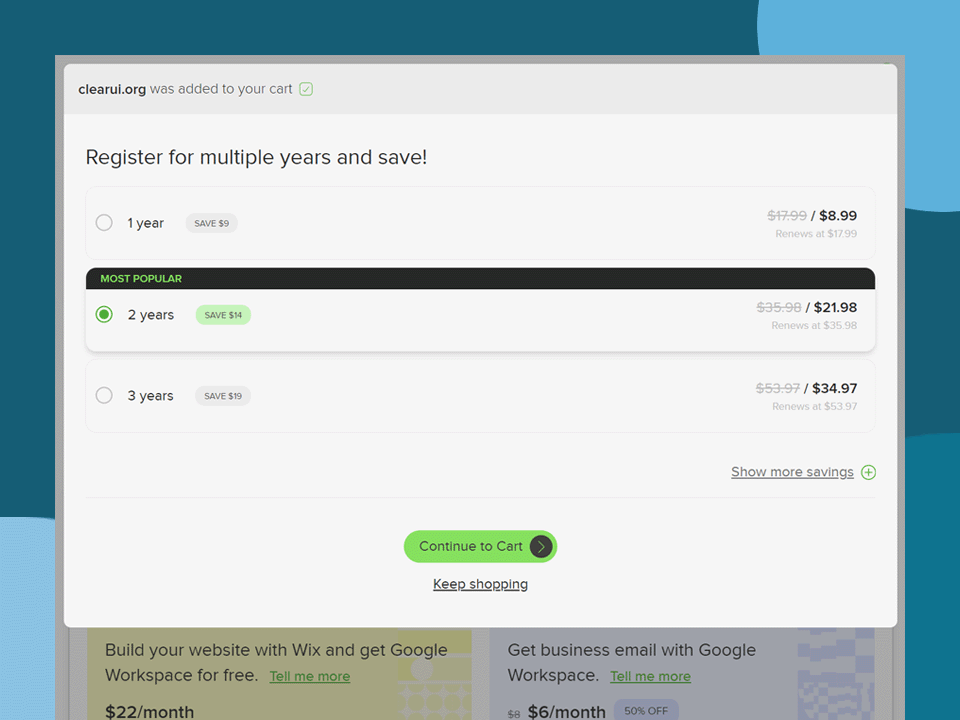 clearui.org was added to your cart
Register for multiple years and save!
1 year SAVE $9 $17.99 / $8.99
Renews at $17.99
MOST POPULAR
2 years SAVE $14 $35.98 / $21.98
Renews at $35.98
3 years SAVE $19 $53.97 / $34.97
Renews at $53.97
Show more savings
Continue to Cart
Keep shopping
Build your website with Wix and get Google
Workspace for free. Tell me more
$22/month
Get business email with Google
Workspace. Tell me more
$8 $6/month 50% OFF